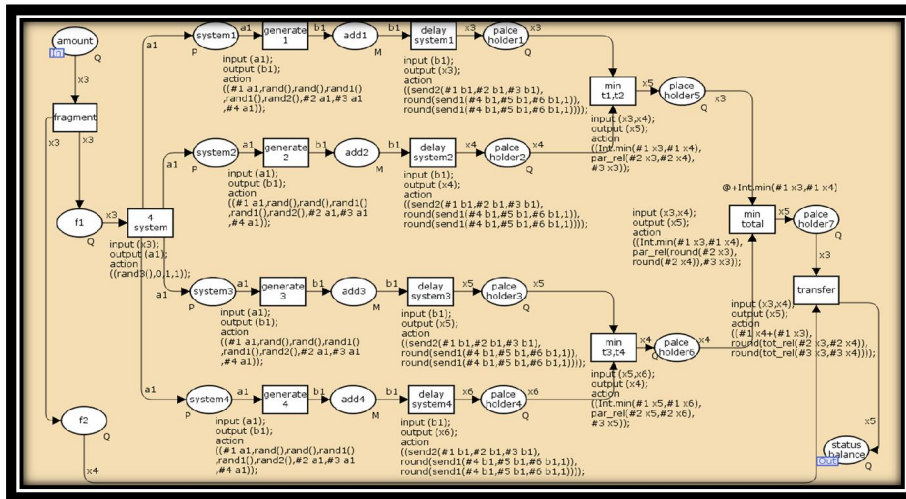 amount
In
Q
x3
fragment
x3
x3
f1
Q
x3
4
system
input (x3);
output (a1);
action
((rand3(),0,1,1));
f2
Q
x4
a1
system1
P
a1
generate
1
b1
add1
M
b1
delay
system1
x3
palce
holder1
Q
x3
input (a1);
output (b1);
action
((#1 a1,rand(),rand(),rand1()
,rand1(),rand2(),#2 a1,#3 a1
,#4 a1));
input (b1);
output (x3);
action
((send2(#1 b1,#2 b1,#3 b1),
round(send1(#4 b1,#5 b1,#6 b1,1)),
round(send1(#4 b1,#5 b1,#6 b1,1))));
a1
system2
P
a1
generate
2
b1
add2
M
b1
delay
system2
x4
palce
holder2
Q
x4
input (a1);
output (b1);
action
((#1 a1,rand(),rand(),rand1()
,rand1(),rand2(),#2 a1,#3 a1
,#4 a1));
input (b1);
output (x4);
action
((send2(#1 b1,#2 b1,#3 b1),
round(send1(#4 b1,#5 b1,#6 b1,1)),
round(send1(#4 b1,#5 b1,#6 b1,1))));
a1
system3
P
a1
generate
3
b1
add3
M
b1
delay
system3
x5
palce
holder3
Q
x5
input (a1);
output (b1);
action
((#1 a1,rand(),rand(),rand1()
,rand1(),rand2(),#2 a1,#3 a1
,#4 a1));
input (b1);
output (x5);
action
((send2(#1 b1,#2 b1,#3 b1),
round(send1(#4 b1,#5 b1,#6 b1,1)),
round(send1(#4 b1,#5 b1,#6 b1,1))));
a1
system4
P
a1
generate
4
b1
add4
M
b1
delay
system4
x6
palce
holder4
Q
x6
input (a1);
output (b1);
action
((#1 a1,rand(),rand(),rand1()
,rand1(),rand2(),#2 a1,#3 a1
,#4 a1));
input (b1);
output (x6);
action
((send2(#1 b1,#2 b1,#3 b1),
round(send1(#4 b1,#5 b1,#6 b1,1)),
round(send1(#4 b1,#5 b1,#6 b1,1))));
min
t1,t2
x5
place
holder5
Q
x3
input (x3,x4);
output (x5);
action
((Int.min(#1 x3,#1 x4),
par_rel(#2 x3,#2 x4),
#3 x3));
min
t3,t4
x4
palce
holder6
Q
x4
input (x5,x6);
output (x4);
action
((Int.min(#1 x5,#1 x6),
par_rel(#2 x5,#2 x6),
#3 x5));
@+Int.min(#1 x3,#1 x4)
min
total
x5
palce
holder7
Q
x3
input (x3,x4);
output (x5);
action
((Int.min(#1 x3,#1 x4),
par_rel(round(#2 x3),
round(#2 x4)),#3 x3));
transfer
input (x3,x4);
output (x5);
action
((#1 x4+(#1 x3),
round(tot_rel(#2 x3,#2 x4)),
round(tot_rel(#3 x3,#3 x4))));
x5
status
balance
Out
Q